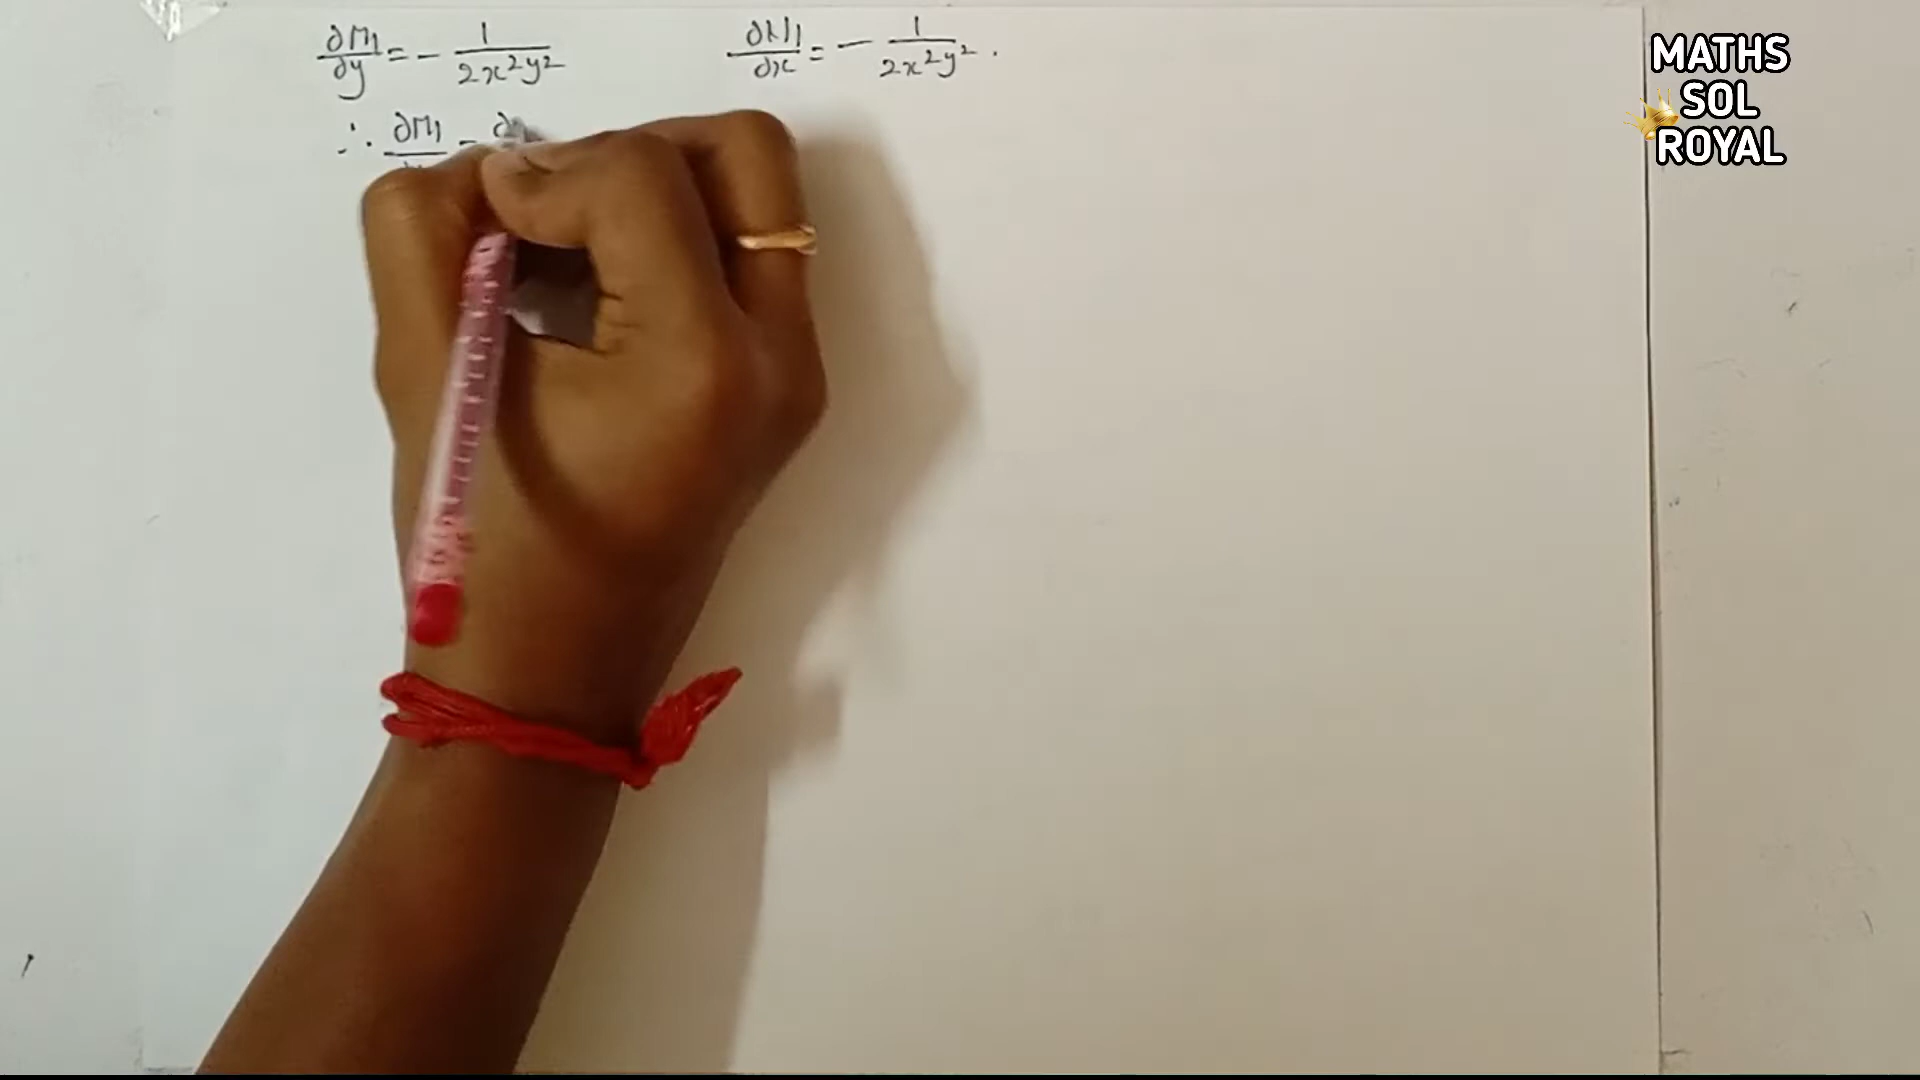 ∂M₁/∂y = - 1/2x²y² ∂N₁/∂x = - 1/2x²y².
∴ ∂M₁
MATHS
SOL
ROYAL